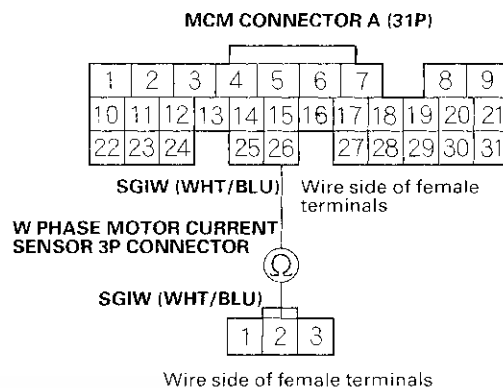 MCM CONNECTOR A (31P)
1 2 3 4 5 6 7 8 9
10 11 12 13 14 15 16 17 18 19 20 21
22 23 24 25 26 27 28 29 30 31
SGIW (WHT/BLU) Wire side of female
terminals
W PHASE MOTOR CURRENT
SENSOR 3P CONNECTOR
Ω
SGIW (WHT/BLU)
1 2 3
Wire side of female terminals